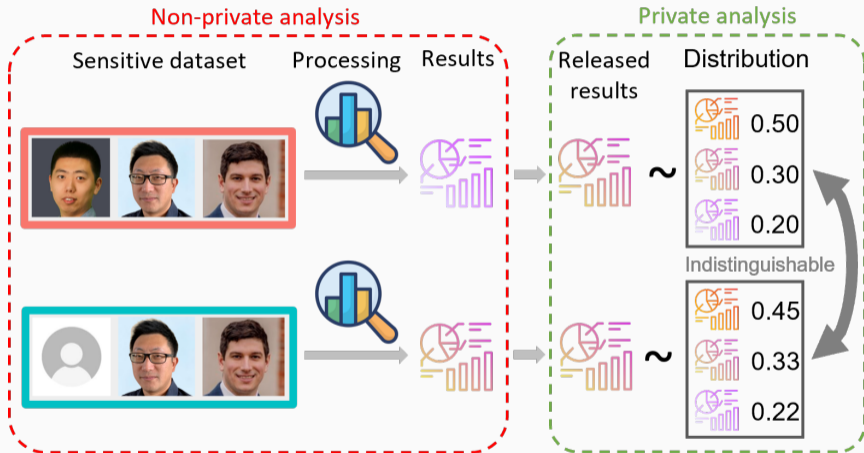 Non-private analysis
Private analysis
Sensitive dataset
Processing
Results
Released
results
Distribution
~
0.50
0.30
0.20
Indistinguishable
~
0.45
0.33
0.22